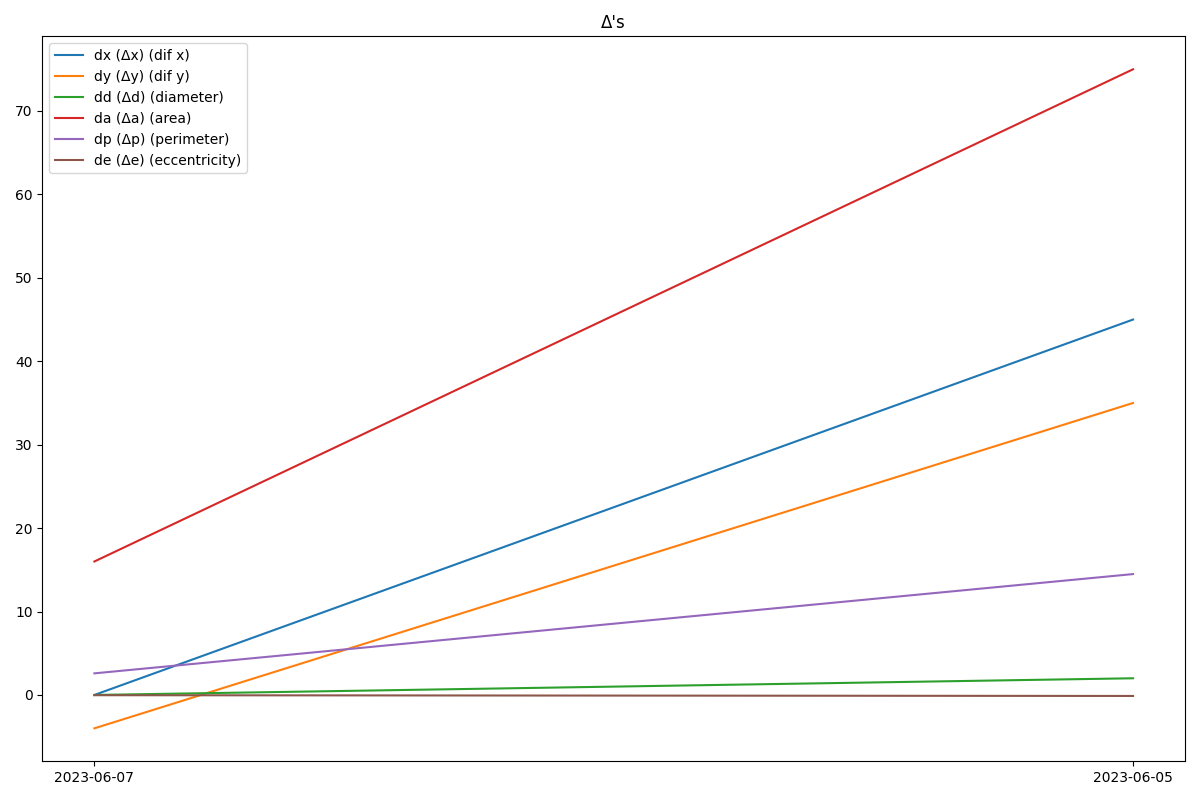 Δ's
dx (Δx) (dif x)
dy (Δy) (dif y)
dd (Δd) (diameter)
da (Δa) (area)
dp (Δp) (perimeter)
de (Δe) (eccentricity)
70
60
50
40
30
20
10
0
2023-06-07 2023-06-05